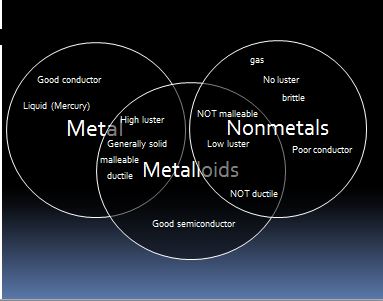 gas
Good conductor
No luster
brittle
Liquid (Mercury)
NOT malleable
High luster
Metal
Nonmetals
Generally solid
Low luster
Poor conductor
malleable
Metalloids
ductile
NOT ductile
Good semiconductor